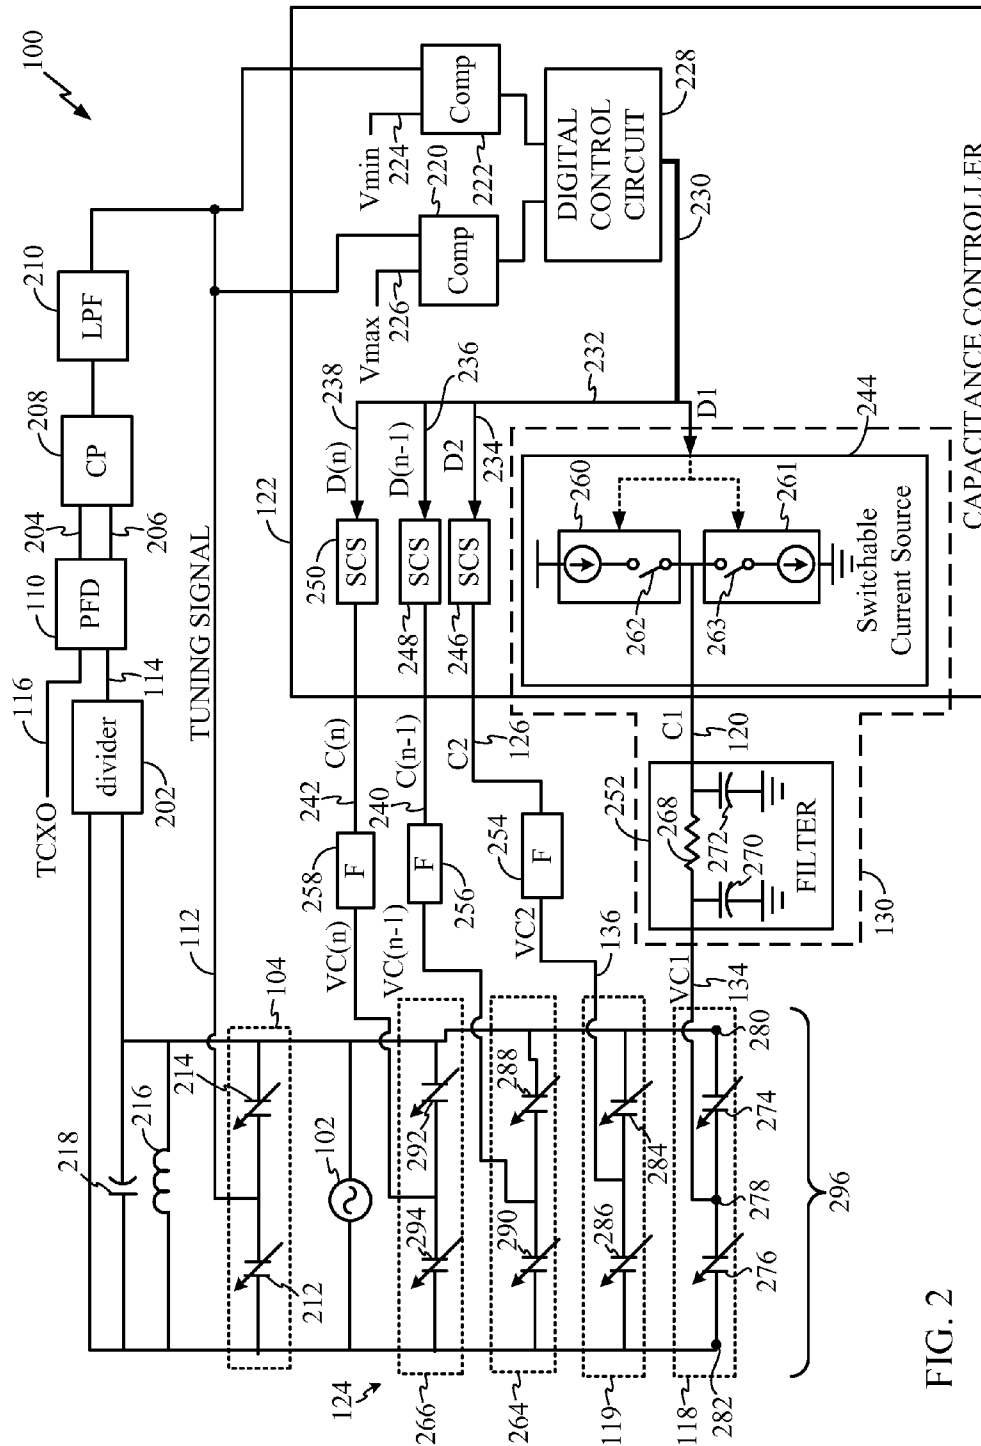 100
210
LPF
208
CP
204
206
110
PFD
116
114
TCXO
divider
202
TUNING SIGNAL
112
104
214
216
218
212
102
124
122
Vmin
224
Comp
222
220
Vmax
226
Comp
228
DIGITAL
CONTROL
CIRCUIT
230
232
238
D(n)
236
D(n-1)
D2
234
D1
250
SCS
248
SCS
246
SCS
244
260
261
262
263
Switchable
Current Source
CAPACITANCE CONTROLLER
242
C(n)
240
C(n-1)
C2
126
C1
120
258
F
F
256
254
F
252
268
272
270
FILTER
130
VC(n)
VC(n-1)
VC2
136
VC1
134
292
294
266
288
290
264
284
286
119
280
274
278
276
118
282
296
FIG. 2